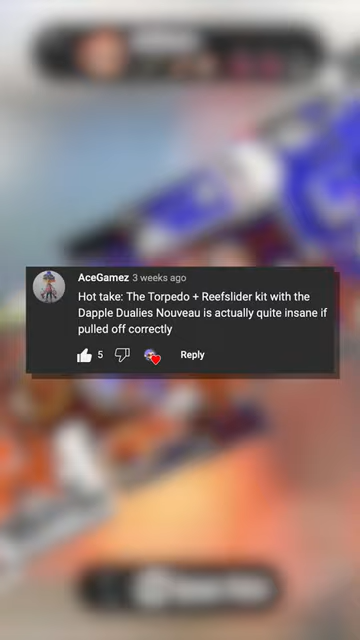 AceGamez 3 weeks ago
Hot take: The Torpedo + Reefslider kit with the
Dapple Dualies Nouveau is actually quite insane if
pulled off correctly
5
Reply